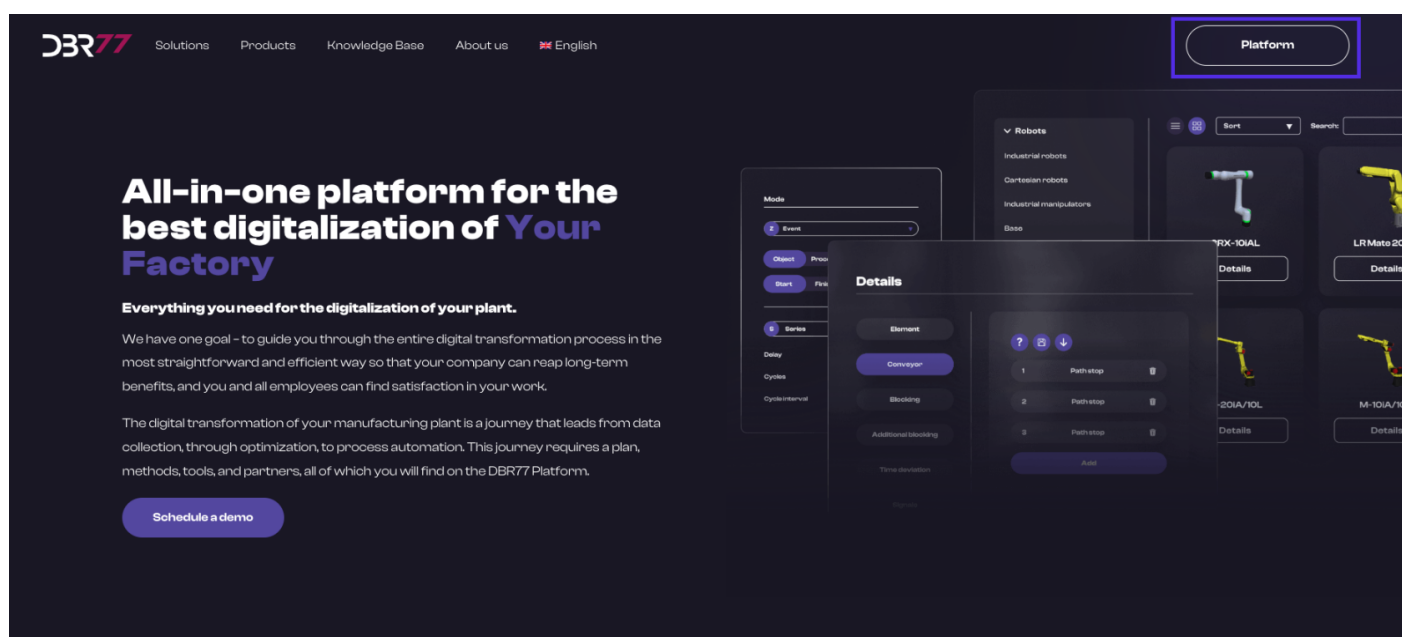 DBR77
Solutions Products Knowledge Base About us English
Platform
All-in-one platform for the
best digitalization of Your
Factory
Everything you need for the digitalization of your plant.
We have one goal - to guide you through the entire digital transformation process in the
most straightforward and efficient way so that your company can reap long-term
benefits, and you and all employees can find satisfaction in your work.
The digital transformation of your manufacturing plant is a journey that leads from data
collection, through optimization, to process automation. This journey requires a plan,
methods, tools, and partners, all of which you will find on the DBR77 Platform.
Schedule a demo
Mode
2 Event
Object
Start
5 Series
Delay
Cycles
Cycle interval
Robots
Industrial robots
Cartesian robots
Industrial manipulators
Base
Sort
Search:
RX-10iAL
Details
LR Mate 20
Details
-20iA/10L
Details
M-10iA/1
Details
Details
Element
Conveyor
Blocking
Additional blocking
Time deviation
?
1 Path stop
2 Path stop
3 Path stop
Add